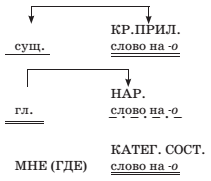 КР.ПРИЛ.
сущ. слово на -о
НАР.
гл. слово на -о
КАТЕГ. СОСТ.
МНЕ (ГДЕ) слово на -о